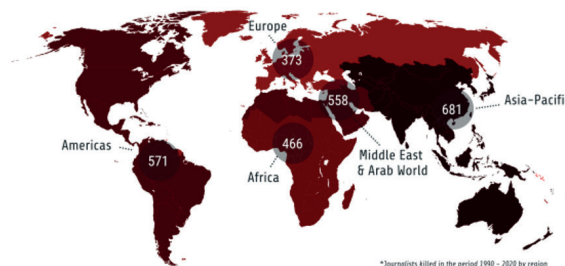 Europe
373
558
681
Asia-Pacifi
Americas
571
466
Africa
Middle East
& Arab World
*Journalists killed in the period 1990 - 2020 by region